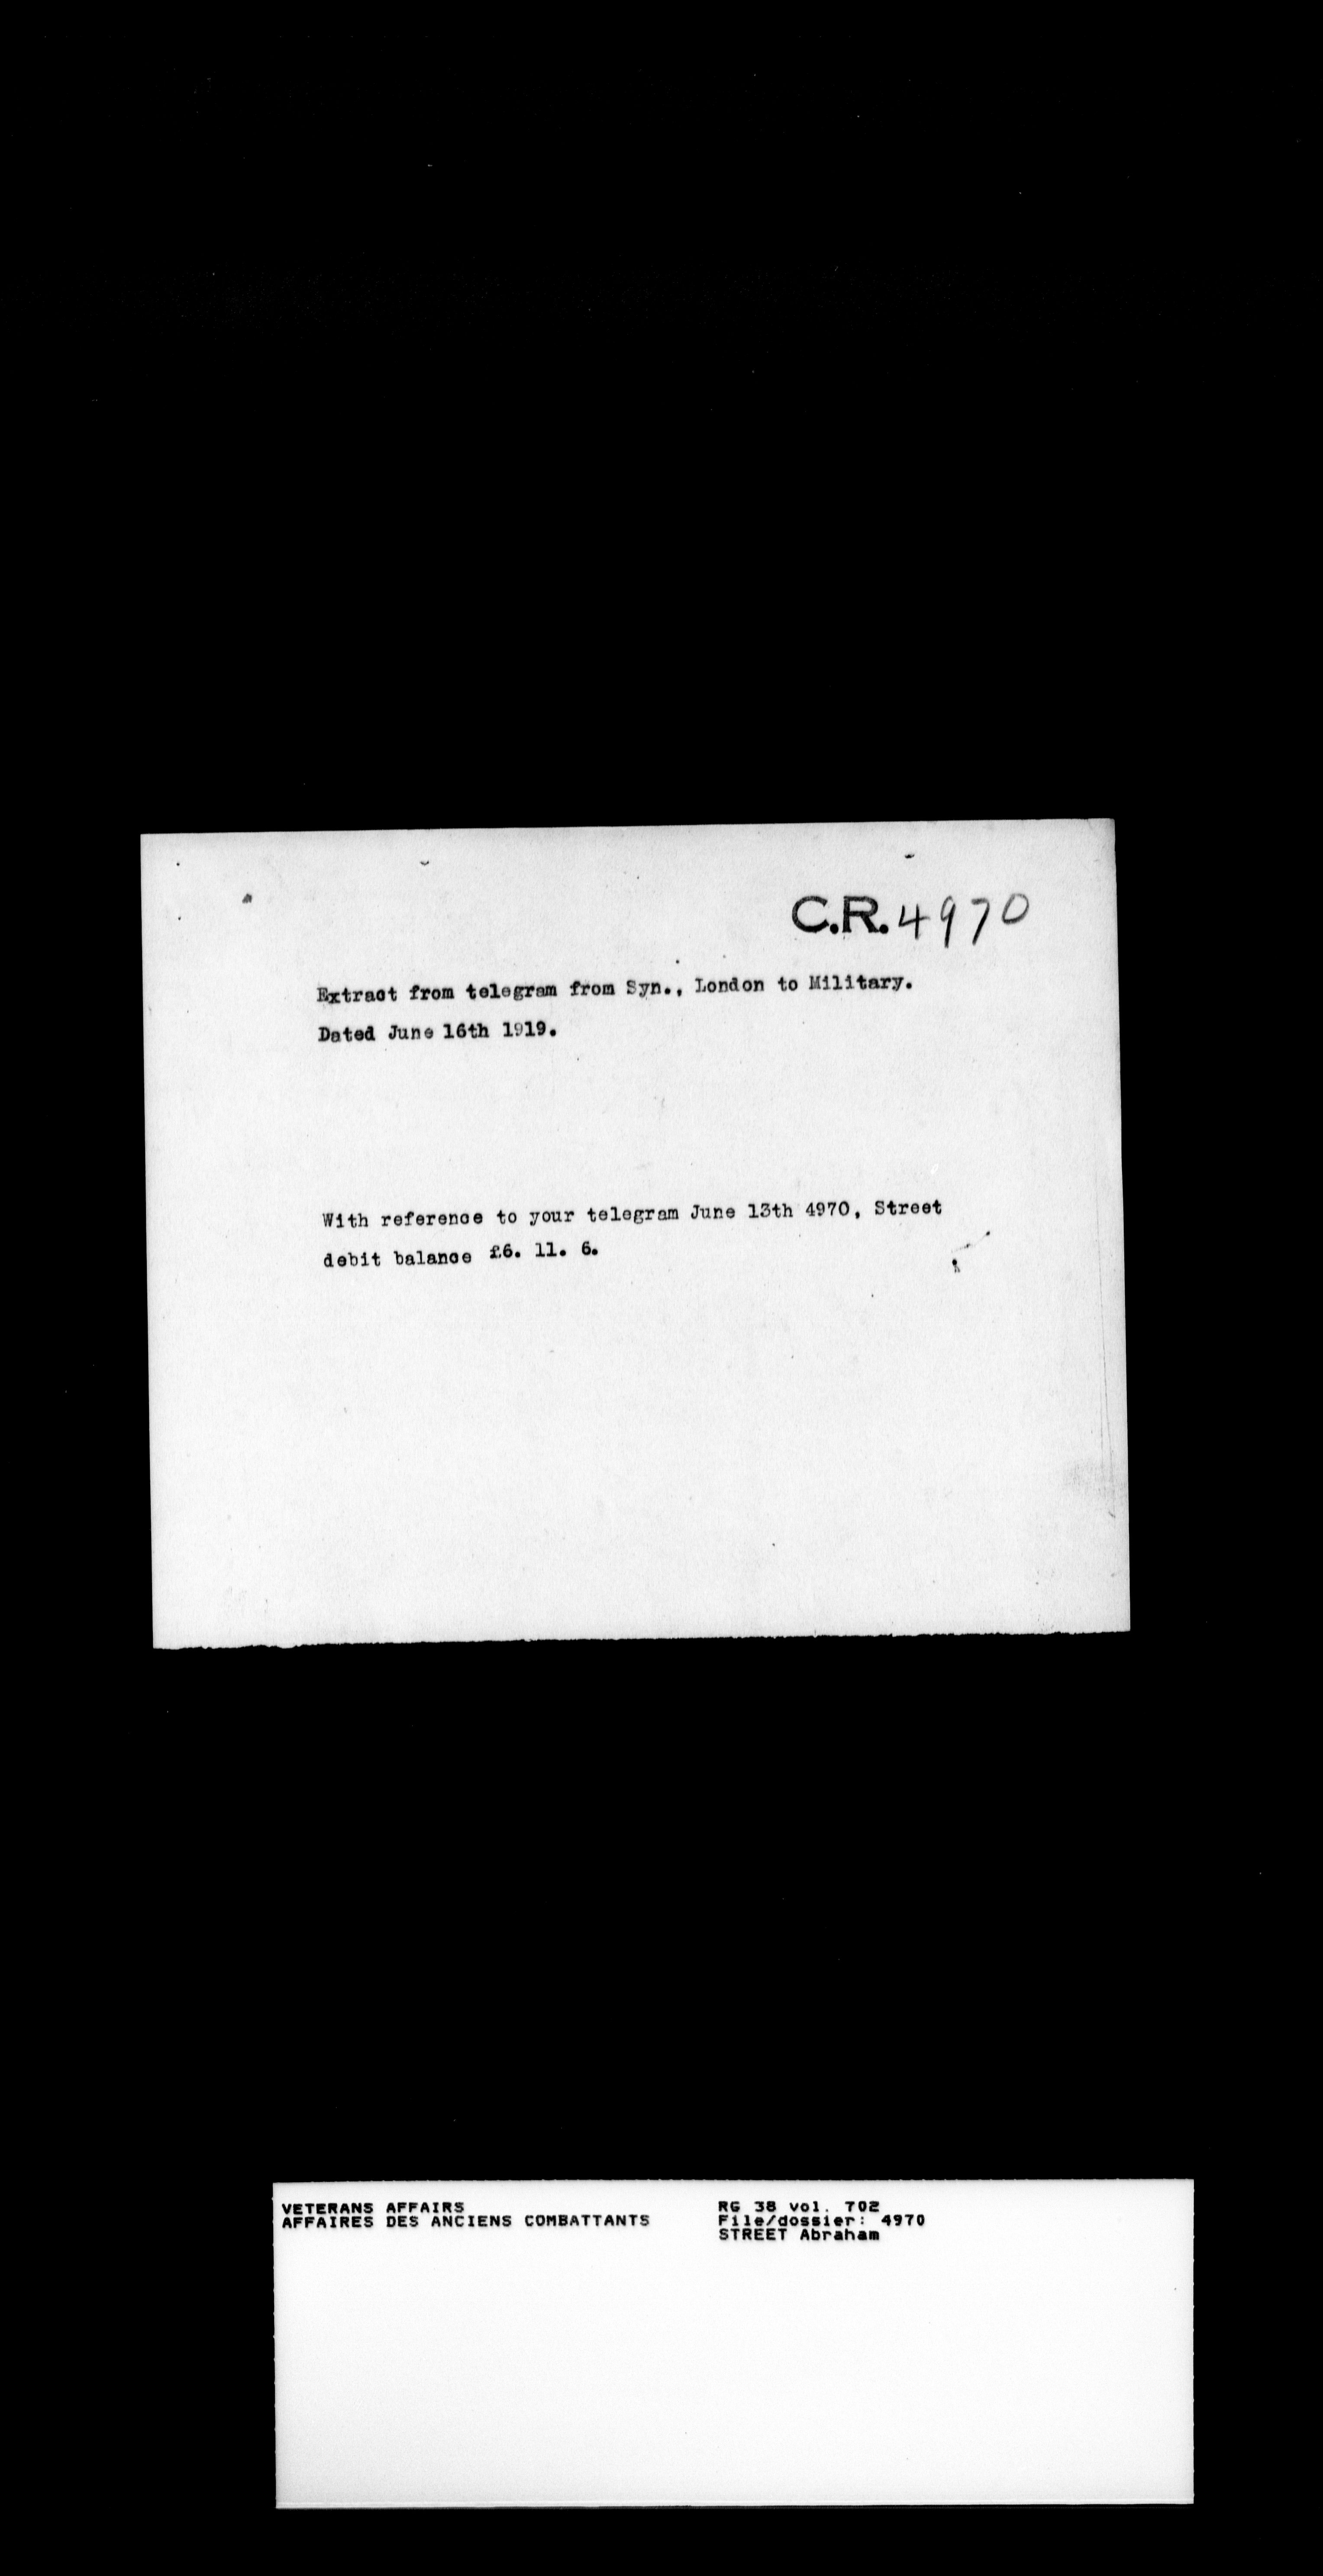 C.R. 4970
Extract from telegram from Syn., London to Military.
Dated June 16th 1919.
With reference to your telegram June 13th 4970, Street
debit balance £6. 11. 6.
VETERANS AFFAIRS
AFFAIRES DES ANCIENS COMBATTANTS
RG 38 vol. 702
File/dossier: 4970
STREET Abraham